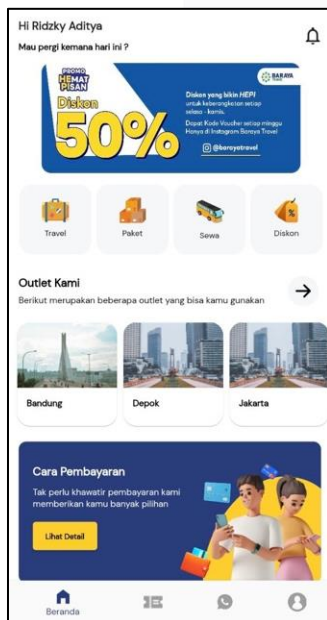 Hi Ridzky Aditya
Mau pergi kemana hari ini ?
PROMO
HEMAT
PISAN
Diskon
50%
BARAYA
TRAVEL
Diskon yang bikin HEPI
untuk keberangkatan setiap
selasa - kamis.
Dapat Kode Voucher setiap minggu
Hanya di Instagram Baraya Travel
@barayatravel
Travel
Paket
Sewa
Diskon
Outlet Kami
Berikut merupakan beberapa outlet yang bisa kamu gunakan
Bandung
Depok
Jakarta
Cara Pembayaran
Tak perlu khawatir pembayaran kami
memberikan kamu banyak pilihan
Lihat Detail
Beranda